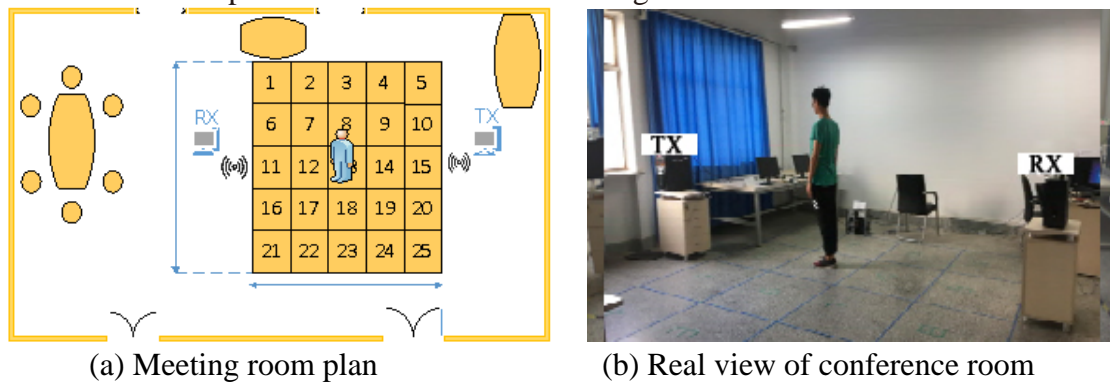 RX
TX
1 2 3 4 5
6 7 8 9 10
11 12 3 14 15
16 17 18 19 20
21 22 23 24 25
TX
RX
(a) Meeting room plan
(b) Real view of conference room